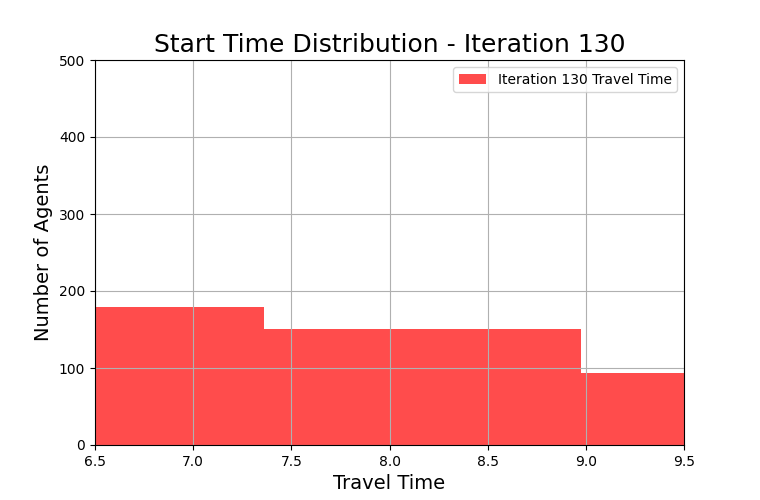 Start Time Distribution - Iteration 130
Iteration 130 Travel Time
Number of Agents
500
400
300
200
100
0
6.5 7.0 7.5 8.0 8.5 9.0 9.5
Travel Time